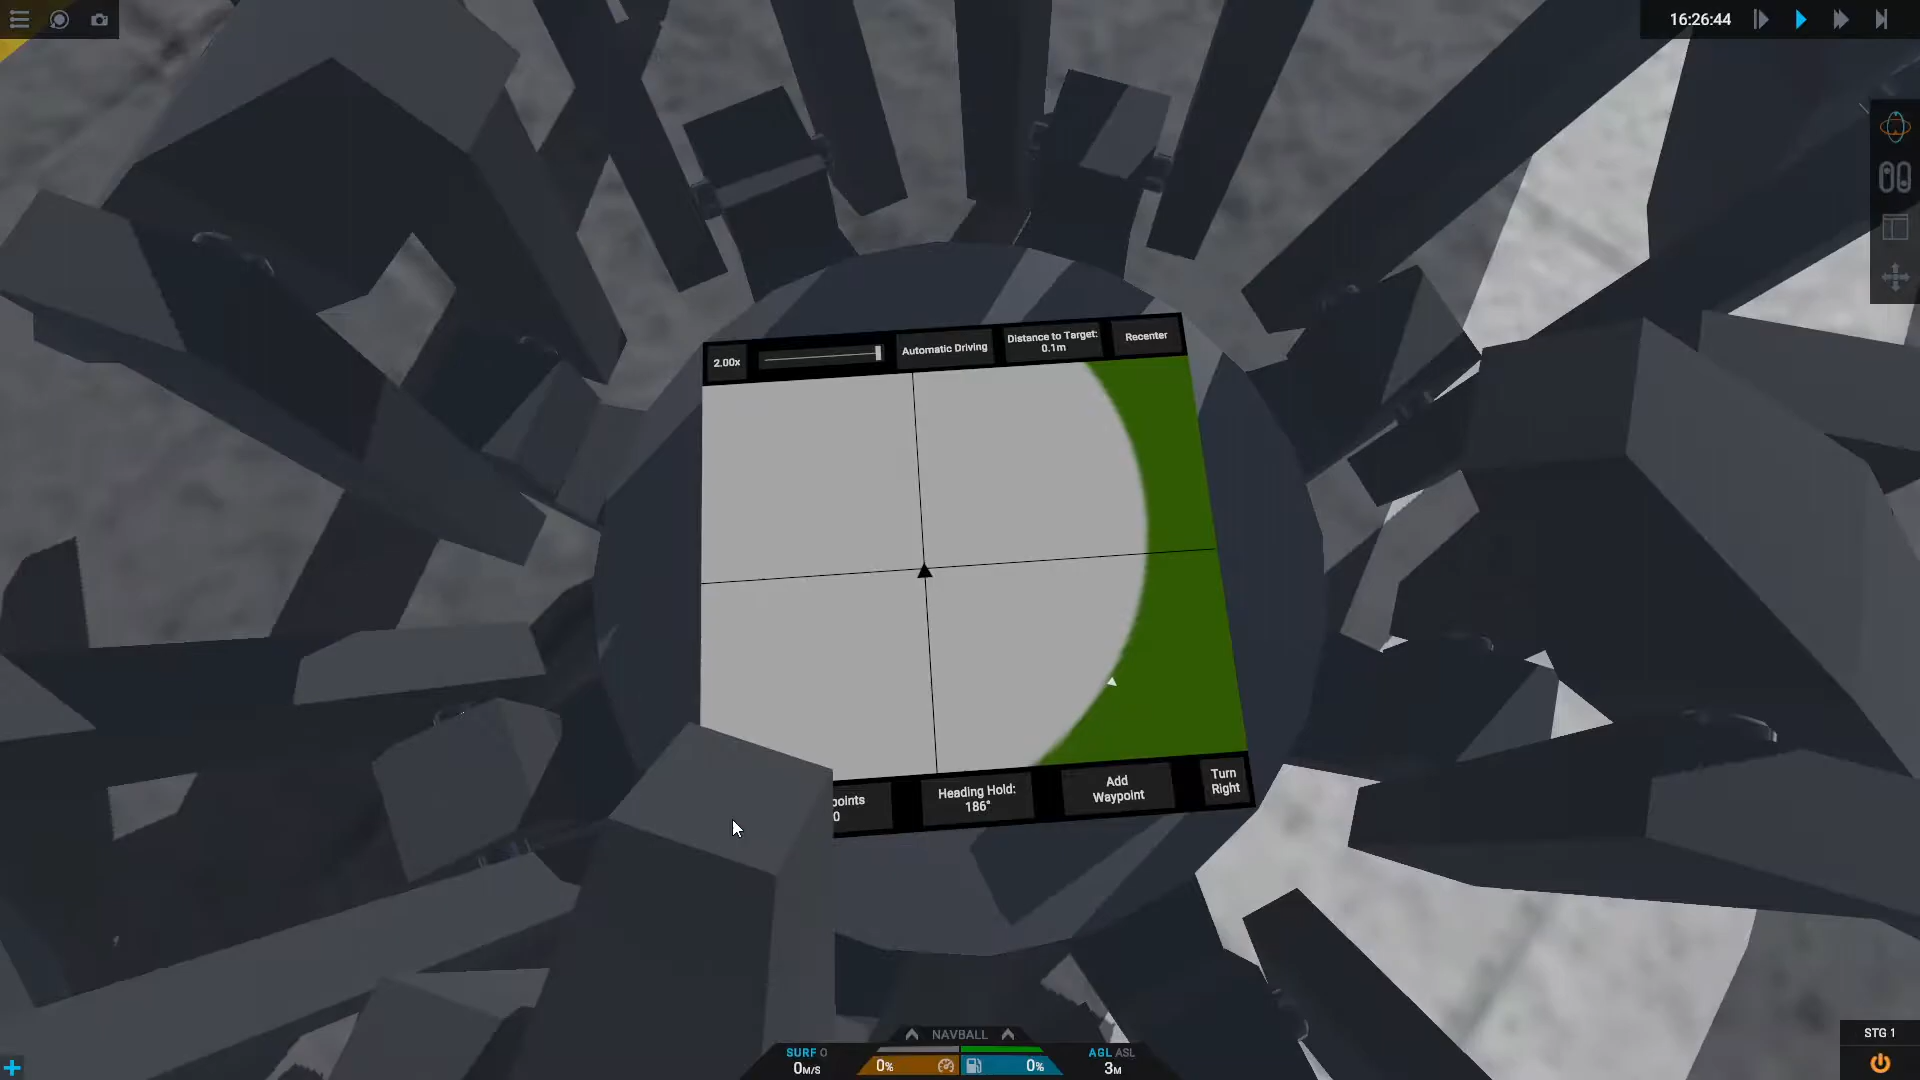 16:26:44
2.00x
Automatic Driving
Distance to Target:
0.1m
Recenter
points
0
Heading Hold:
186°
Add
Waypoint
Turn
Right
NAVBALL
SURF O
0M/S
0%
0%
AGL ASL
3M
STG 1